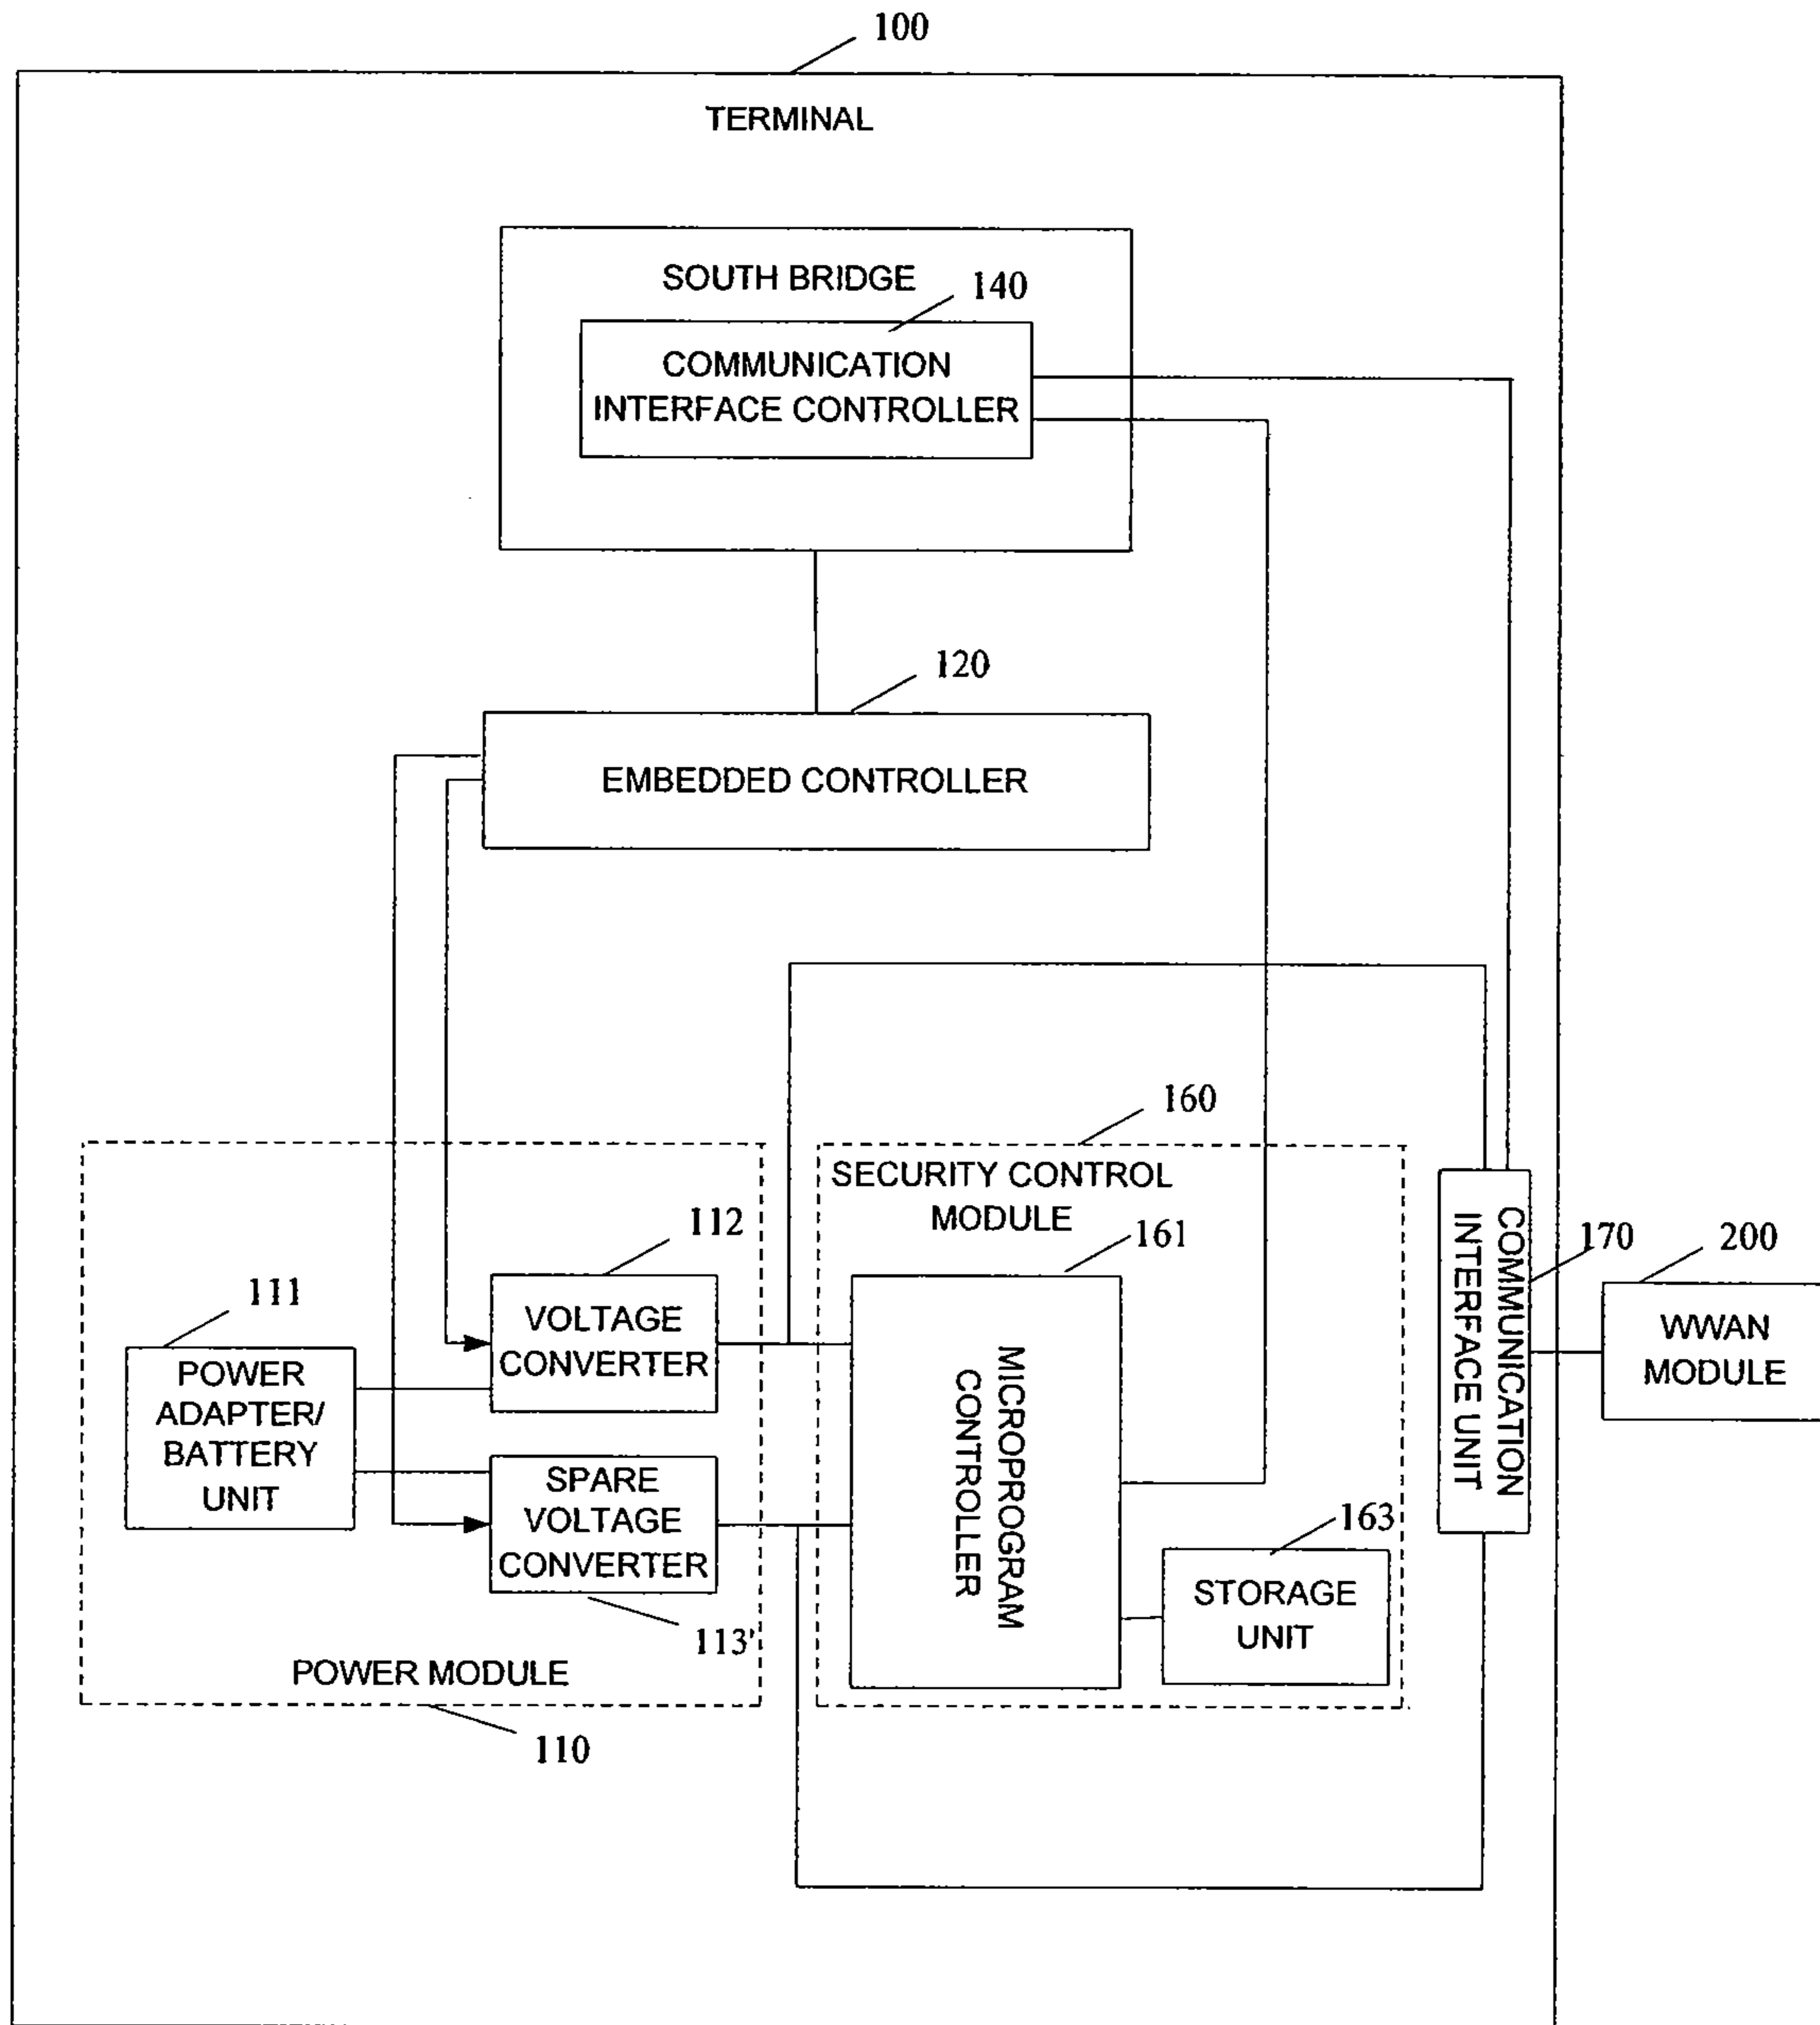 100
TERMINAL
SOUTH BRIDGE
140
COMMUNICATION
INTERFACE CONTROLLER
120
EMBEDDED CONTROLLER
160
SECURITY CONTROL
MODULE
112
161
170
200
111
VOLTAGE
CONVERTER
POWER
ADAPTER/
BATTERY
UNIT
MICROPROGRAM
CONTROLLER
COMMUNICATION
INTERFACE UNIT
WWAN
MODULE
SPARE
VOLTAGE
CONVERTER
163
STORAGE
UNIT
113'
POWER MODULE
110